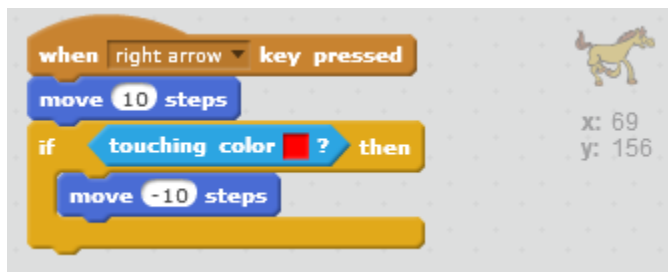 when right arrow key pressed
move 10 steps
if touching color ? then
move -10 steps
x: 69
y: 156